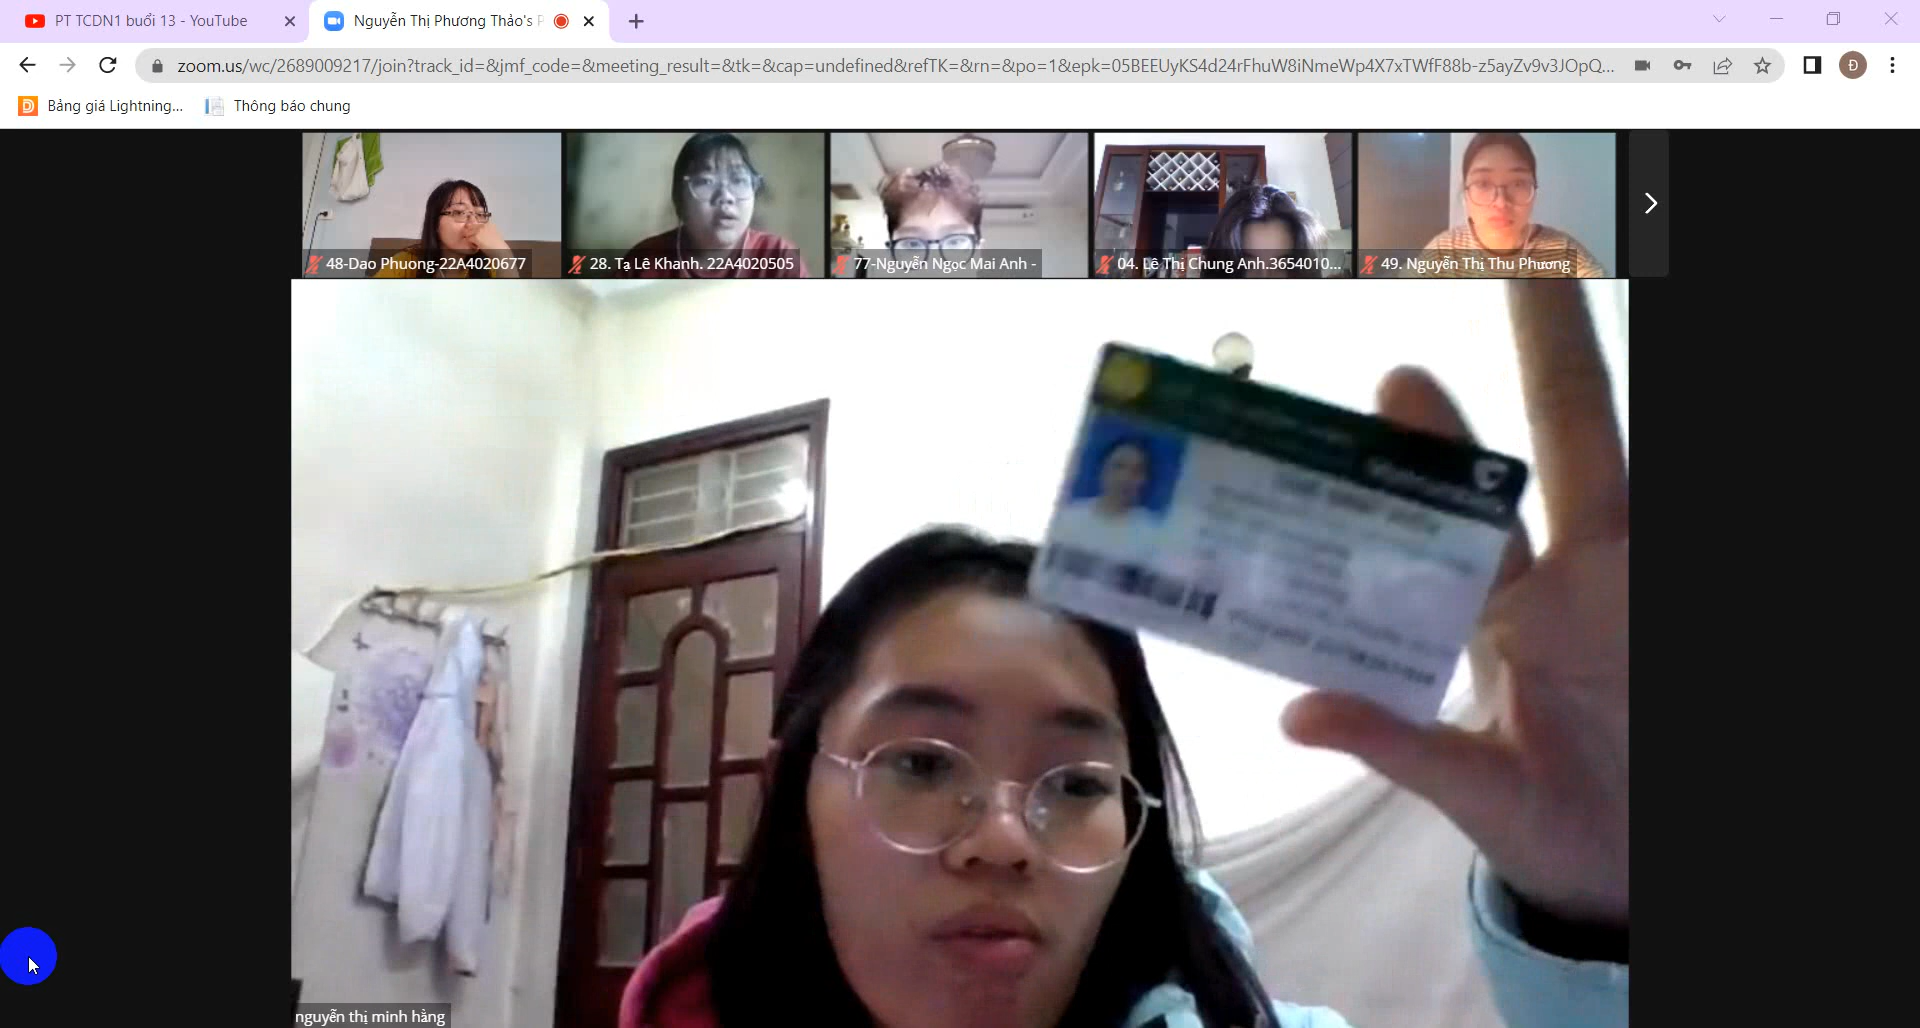 PT TCDN1 buổi 13 - YouTube
Nguyễn Thị Phương Thảo's P
zoom.us/wc/2689009217/join?track_id=&jmf_code=&meeting_result=&tk=&cap=undefined&refTK=&rn=&po=1&epk=05BEEUyKS4d24rFhuW8iNmeWp4X7xTWfF88b-z5ayZv9v3JOpQ...
Đ
Bảng giá Lightning... Thông báo chung
48-Dao Phuong-22A4020677
28. Tạ Lê Khanh. 22A4020505
77-Nguyễn Ngọc Mai Anh -
04. Lê Thị Chung Anh.3654010...
49. Nguyễn Thị Thu Phương
nguyễn thị minh hằng